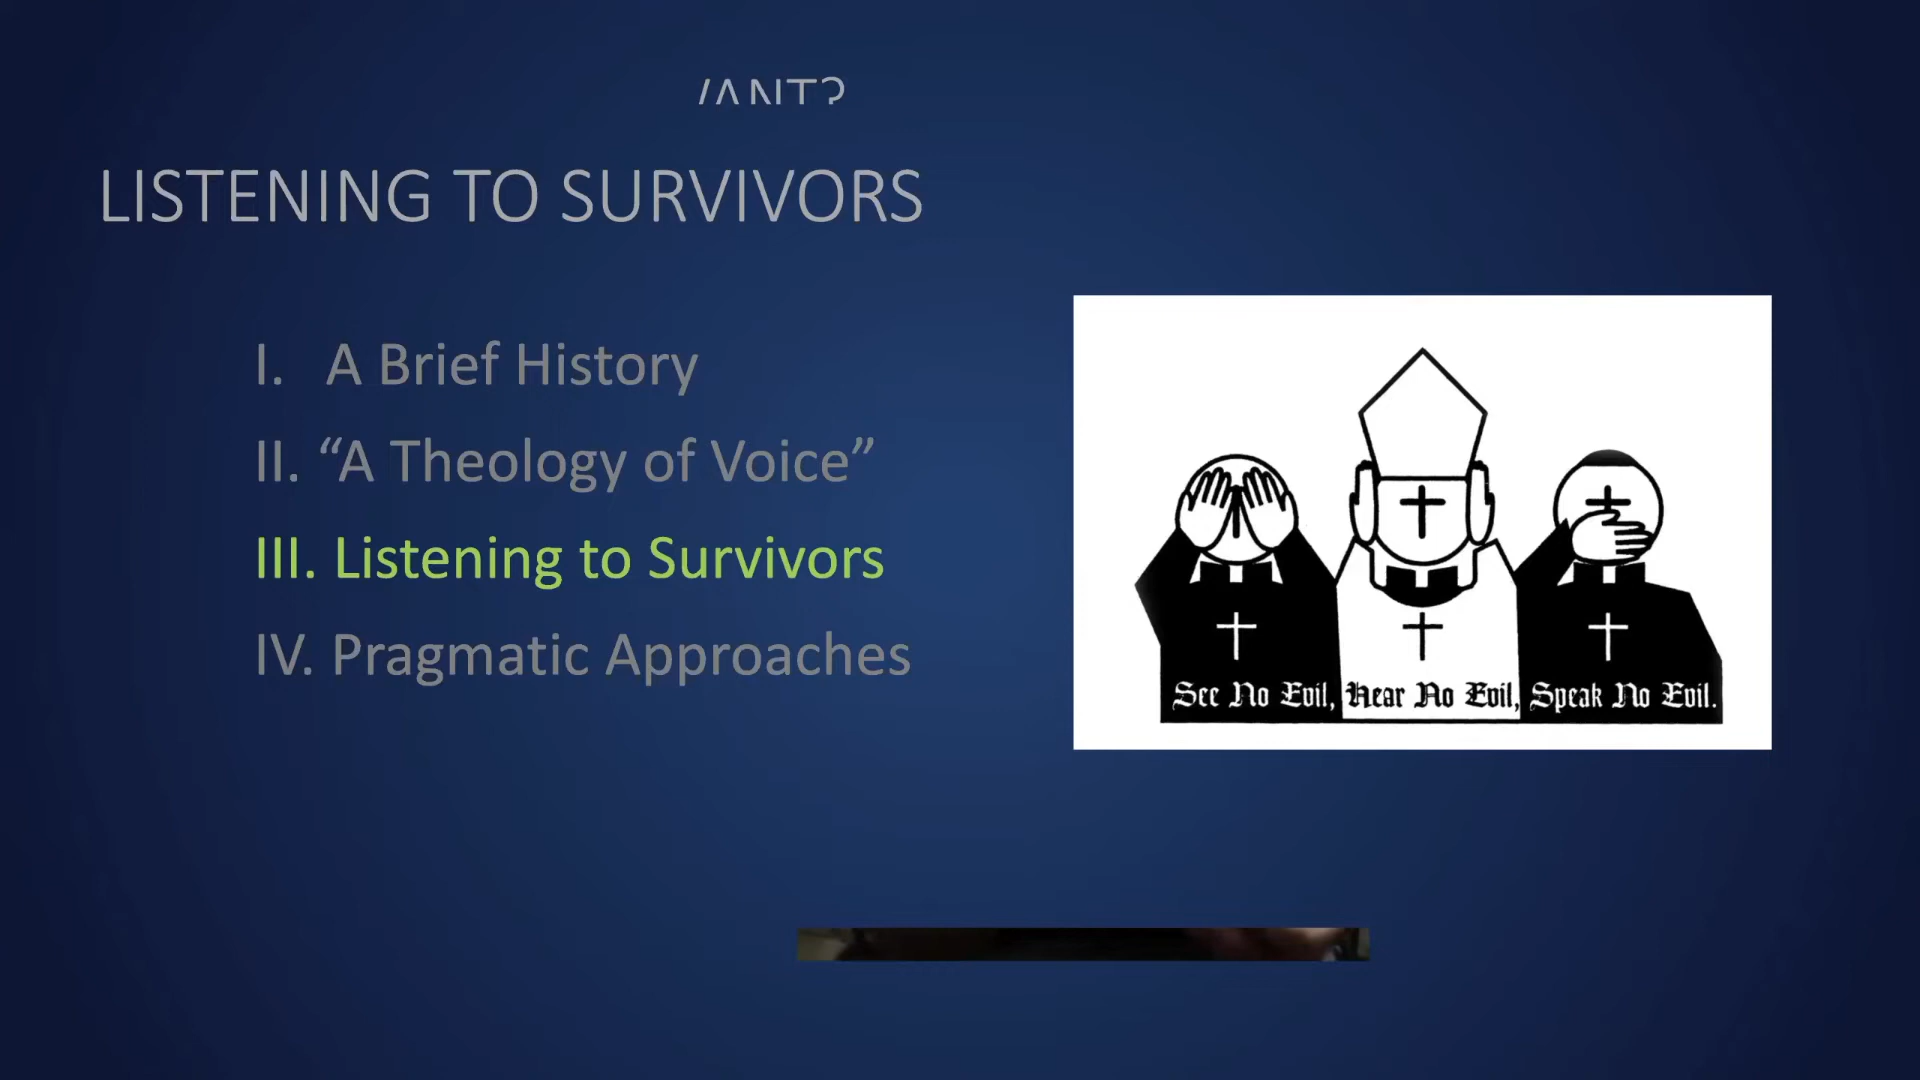 LISTENING TO SURVIVORS
I. A Brief History
II. “A Theology of Voice”
III. Listening to Survivors
IV. Pragmatic Approaches
See No Evil, Hear No Evil, Speak No Evil.